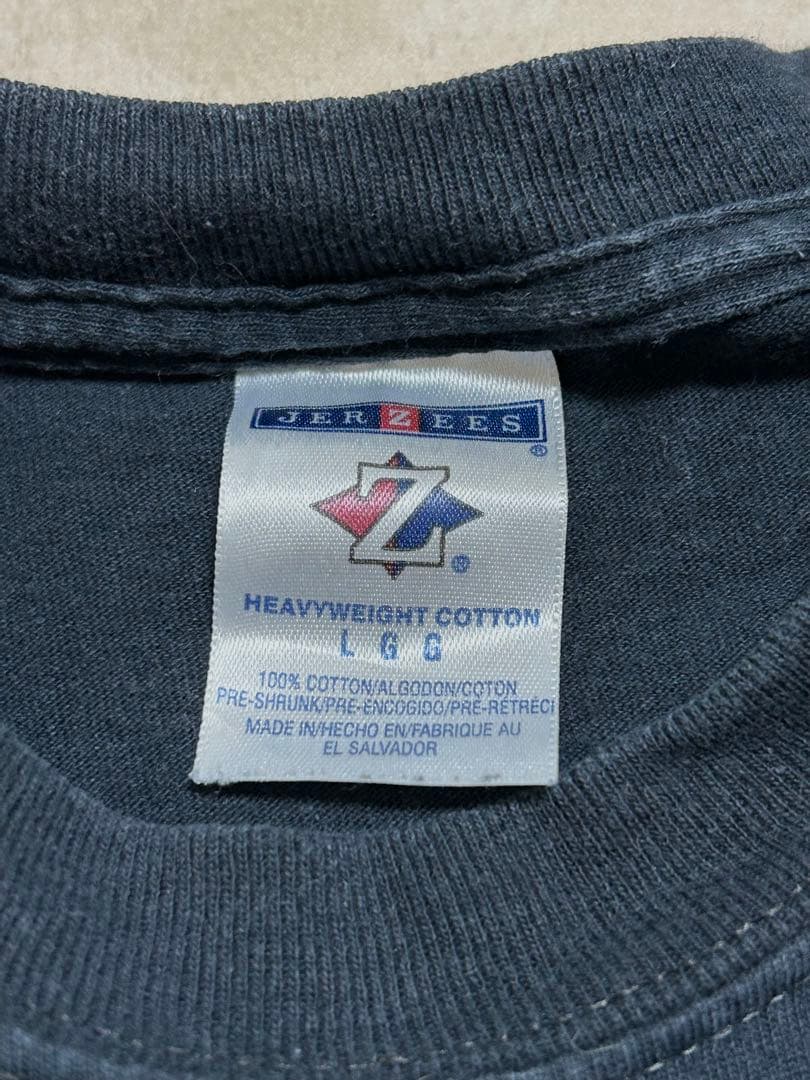 JERZEES
®
Z
®
HEAVYWEIGHT COTTON
L G G
100% COTTON/ALGODON/COTON
PRE-SHRUNK/PRE-ENCOGIDO/PRE-RETRECI
MADE IN/HECHO EN/FABRIQUE AU
EL SALVADOR